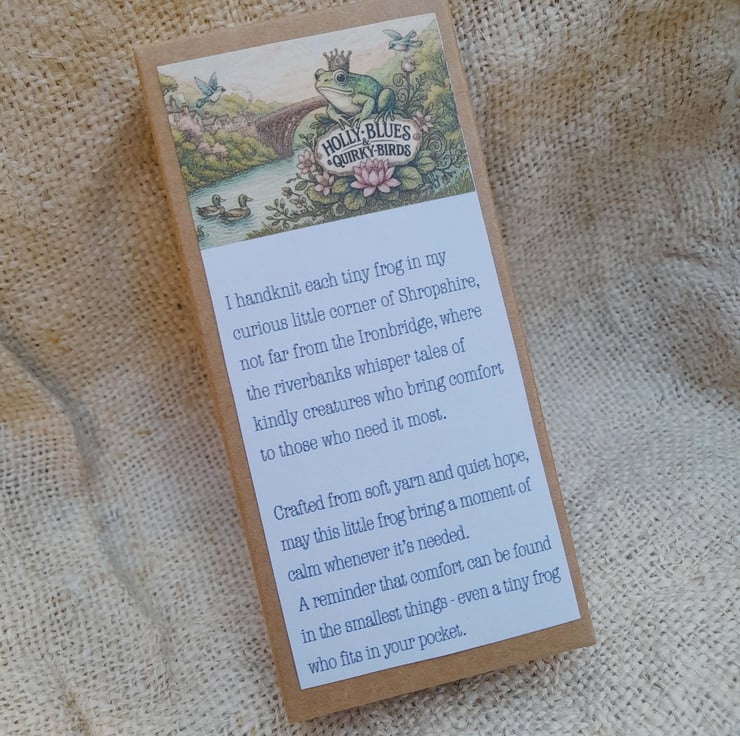 HOLLY·BLUES
&
QUIRKY·BIRDS
I handknit each tiny frog in my
curious little corner of Shropshire,
not far from the Ironbridge, where
the riverbanks whisper tales of
kindly creatures who bring comfort
to those who need it most.
Crafted from soft yarn and quiet hope,
may this little frog bring a moment of
calm whenever it's needed.
A reminder that comfort can be found
in the smallest things - even a tiny frog
who fits in your pocket.